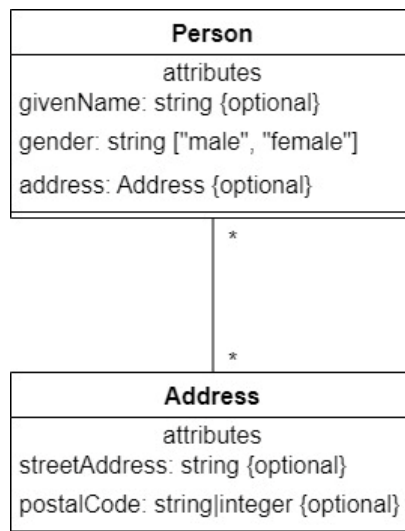 Person
attributes
givenName: string {optional}
gender: string ["male", "female"]
address: Address {optional}
*
*
Address
attributes
streetAddress: string {optional}
postalCode: string|integer {optional}